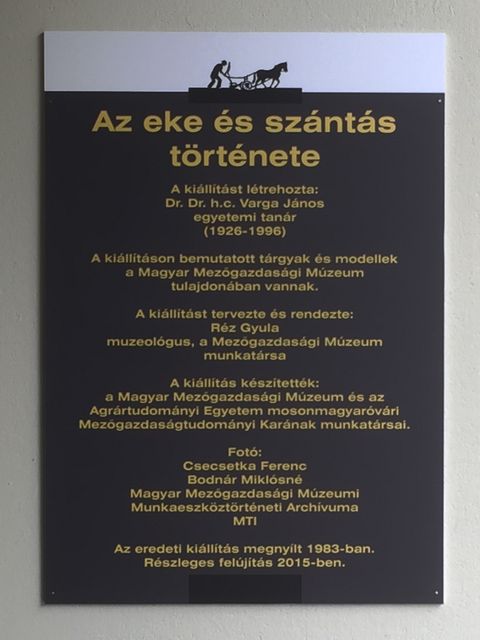 Az eke és szántás
története
A kiállítást létrehozta:
Dr. Dr. h.c. Varga János
egyetemi tanár
(1926-1996)
A kiállításon bemutatott tárgyak és modellek
a Magyar Mezőgazdasági Múzeum
tulajdonában vannak.
A kiállítást tervezte és rendezte:
Réz Gyula
muzeológus, a Mezőgazdasági Múzeum
munkatársa
A kiállítás készítették:
a Magyar Mezőgazdasági Múzeum és az
Agrártudományi Egyetem mosonmagyaróvári
Mezőgazdaságtudományi Karának munkatársai.
Fotó:
Csecsetka Ferenc
Bodnár Miklósné
Magyar Mezőgazdasági Múzeumi
Munkaeszköztörténeti Archívuma
MTI
Az eredeti kiállítás megnyílt 1983-ban.
Részleges felújítás 2015-ben.